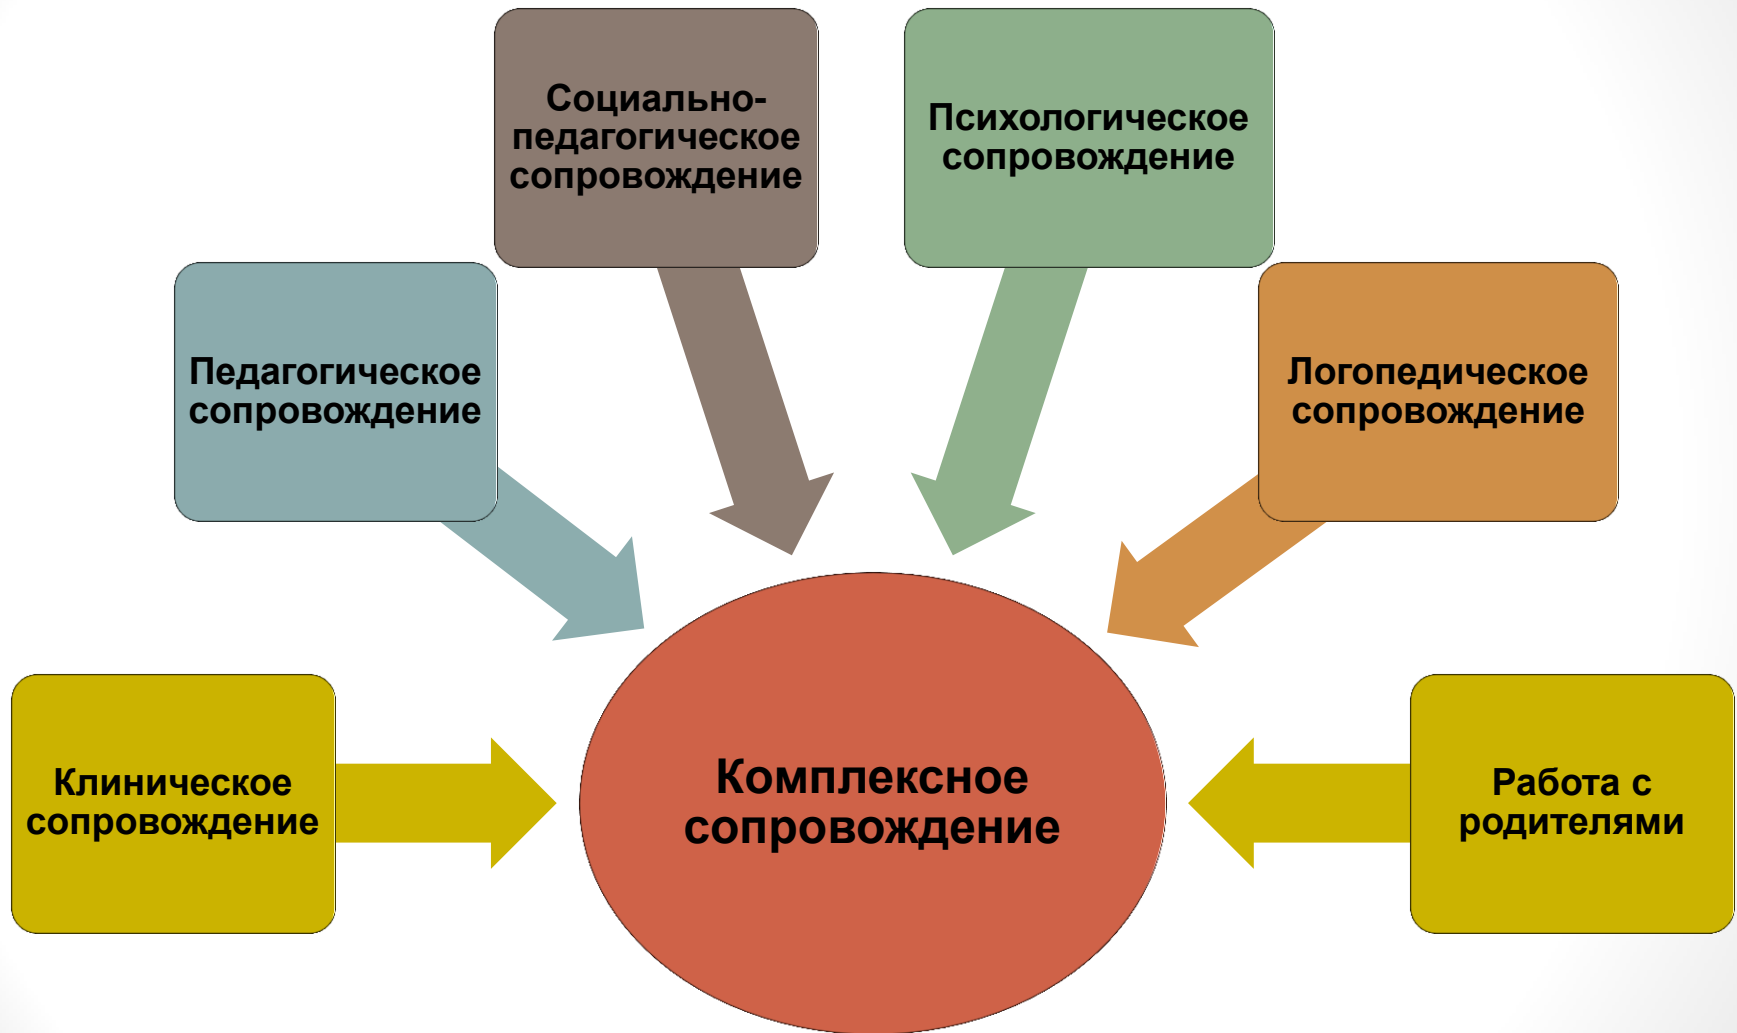 Социально-
педагогическое
сопровождение
Психологическое
сопровождение
Педагогическое
сопровождение
Логопедическое
сопровождение
Клиническое
сопровождение
Комплексное
сопровождение
Работа с
родителями